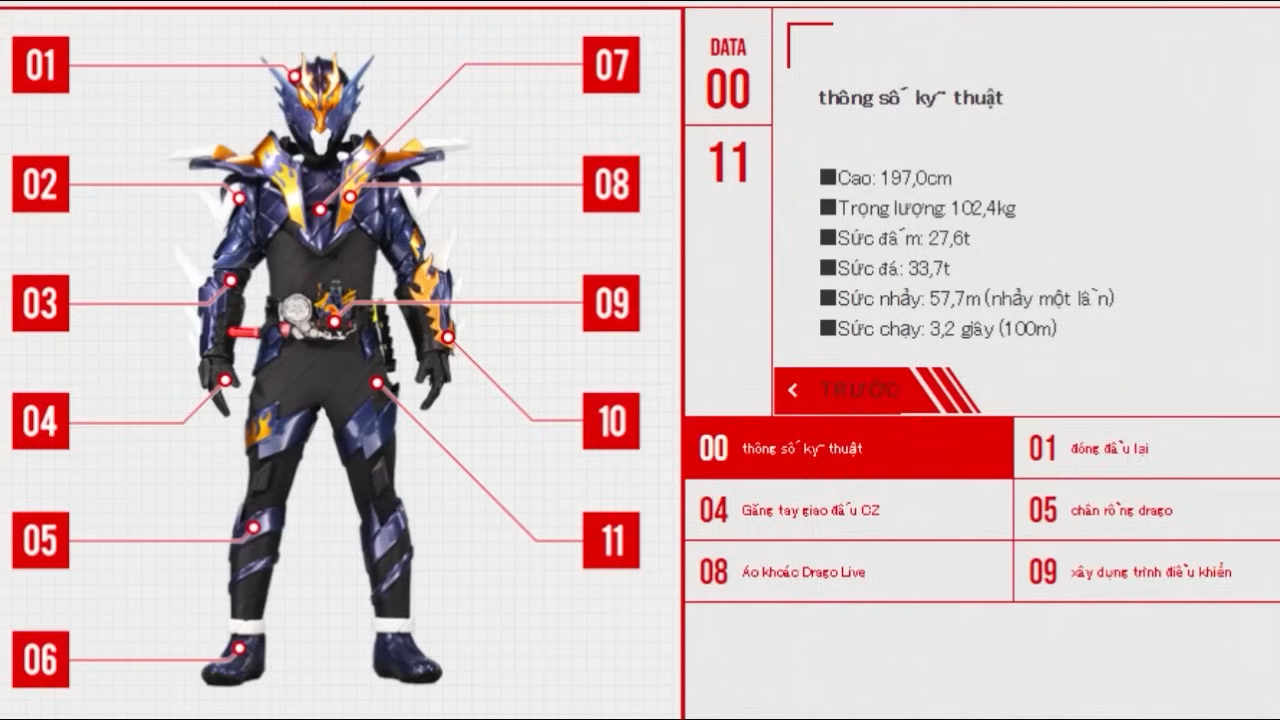 01
02
03
04
05
06
07
08
09
10
11
DATA
00
11
thông số kỹ thuật
■Cao: 197,0cm
■Trọng lượng: 102,4kg
■Sức đấm: 27,6t
■Sức đá: 33,7t
■Sức nhảy: 57,7m (nhảy một lần)
■Sức chạy: 3,2 giây (100m)
TRƯỚC
00 thông số kỹ thuật
01 đóng đầu lại
04 Găng tay giao đấu CZ
05 chân rồng drago
08 Áo khoác Drago Live
09 xây dựng trình điều khiển